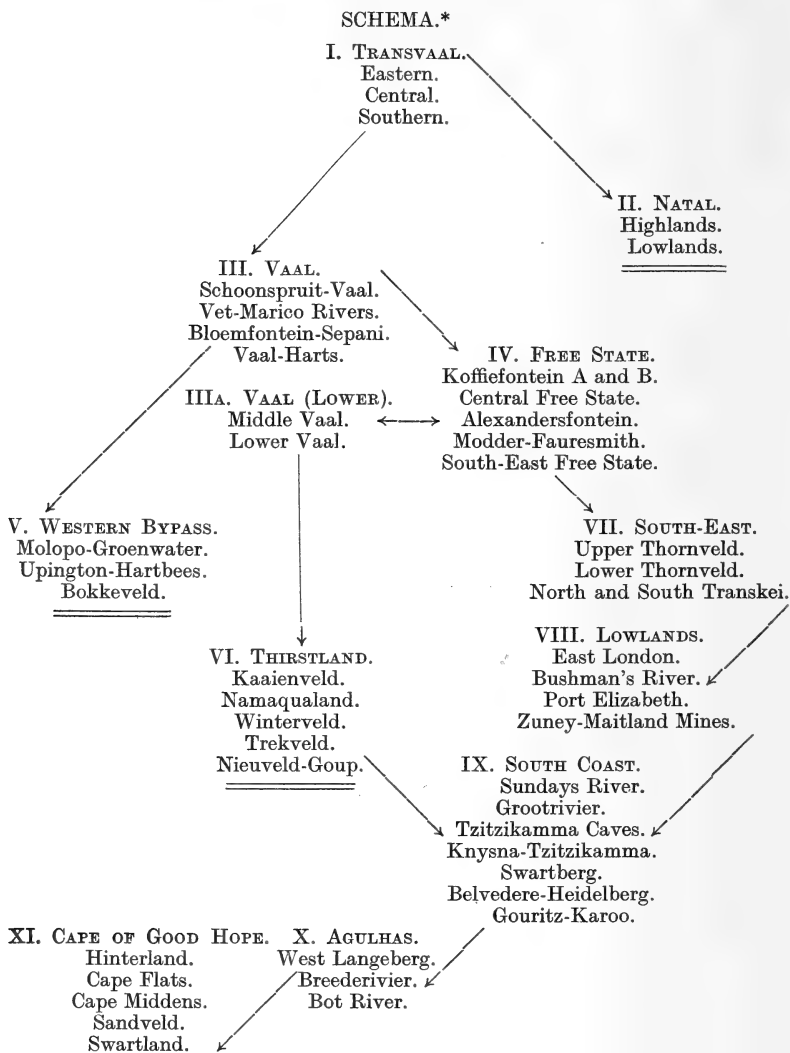 SCHEMA.*
I. TRANSVAAL.
Eastern.
Central.
Southern.
II. NATAL.
Highlands.
Lowlands.
III. VAAL.
Schoonspruit-Vaal.
Vet-Marico Rivers.
Bloemfontein-Sepani.
Vaal-Harts.
IV. FREE STATE.
Koffiefontein A and B.
Central Free State.
Alexandersfontein.
Modder-Fauresmith.
South-East Free State.
IIIA. VAAL (LOWER).
Middle Vaal.
Lower Vaal.
V. WESTERN BYPASS.
Molopo-Groenwater.
Upington-Hartbees.
Bokkeveld.
VII. SOUTH-EAST.
Upper Thornveld.
Lower Thornveld.
North and South Transkei.
VI. THIRSTLAND.
Kaaienveld.
Namaqualand.
Winterveld.
Trekveld.
Nieuveld-Goup.
VIII. LOWLANDS.
East London.
Bushman's River.
Port Elizabeth.
Zuney-Maitland Mines.
IX. SOUTH COAST.
Sundays River.
Grootrivier.
Tzitzikamma Caves.
Knysna-Tzitzikamma.
Swartberg.
Belvedere-Heidelberg.
Gouritz-Karoo.
XI. CAPE OF GOOD HOPE.
Hinterland.
Cape Flats.
Cape Middens.
Sandveld.
Swartland.
X. AGULHAS.
West Langeberg.
Breederivier.
Bot River.